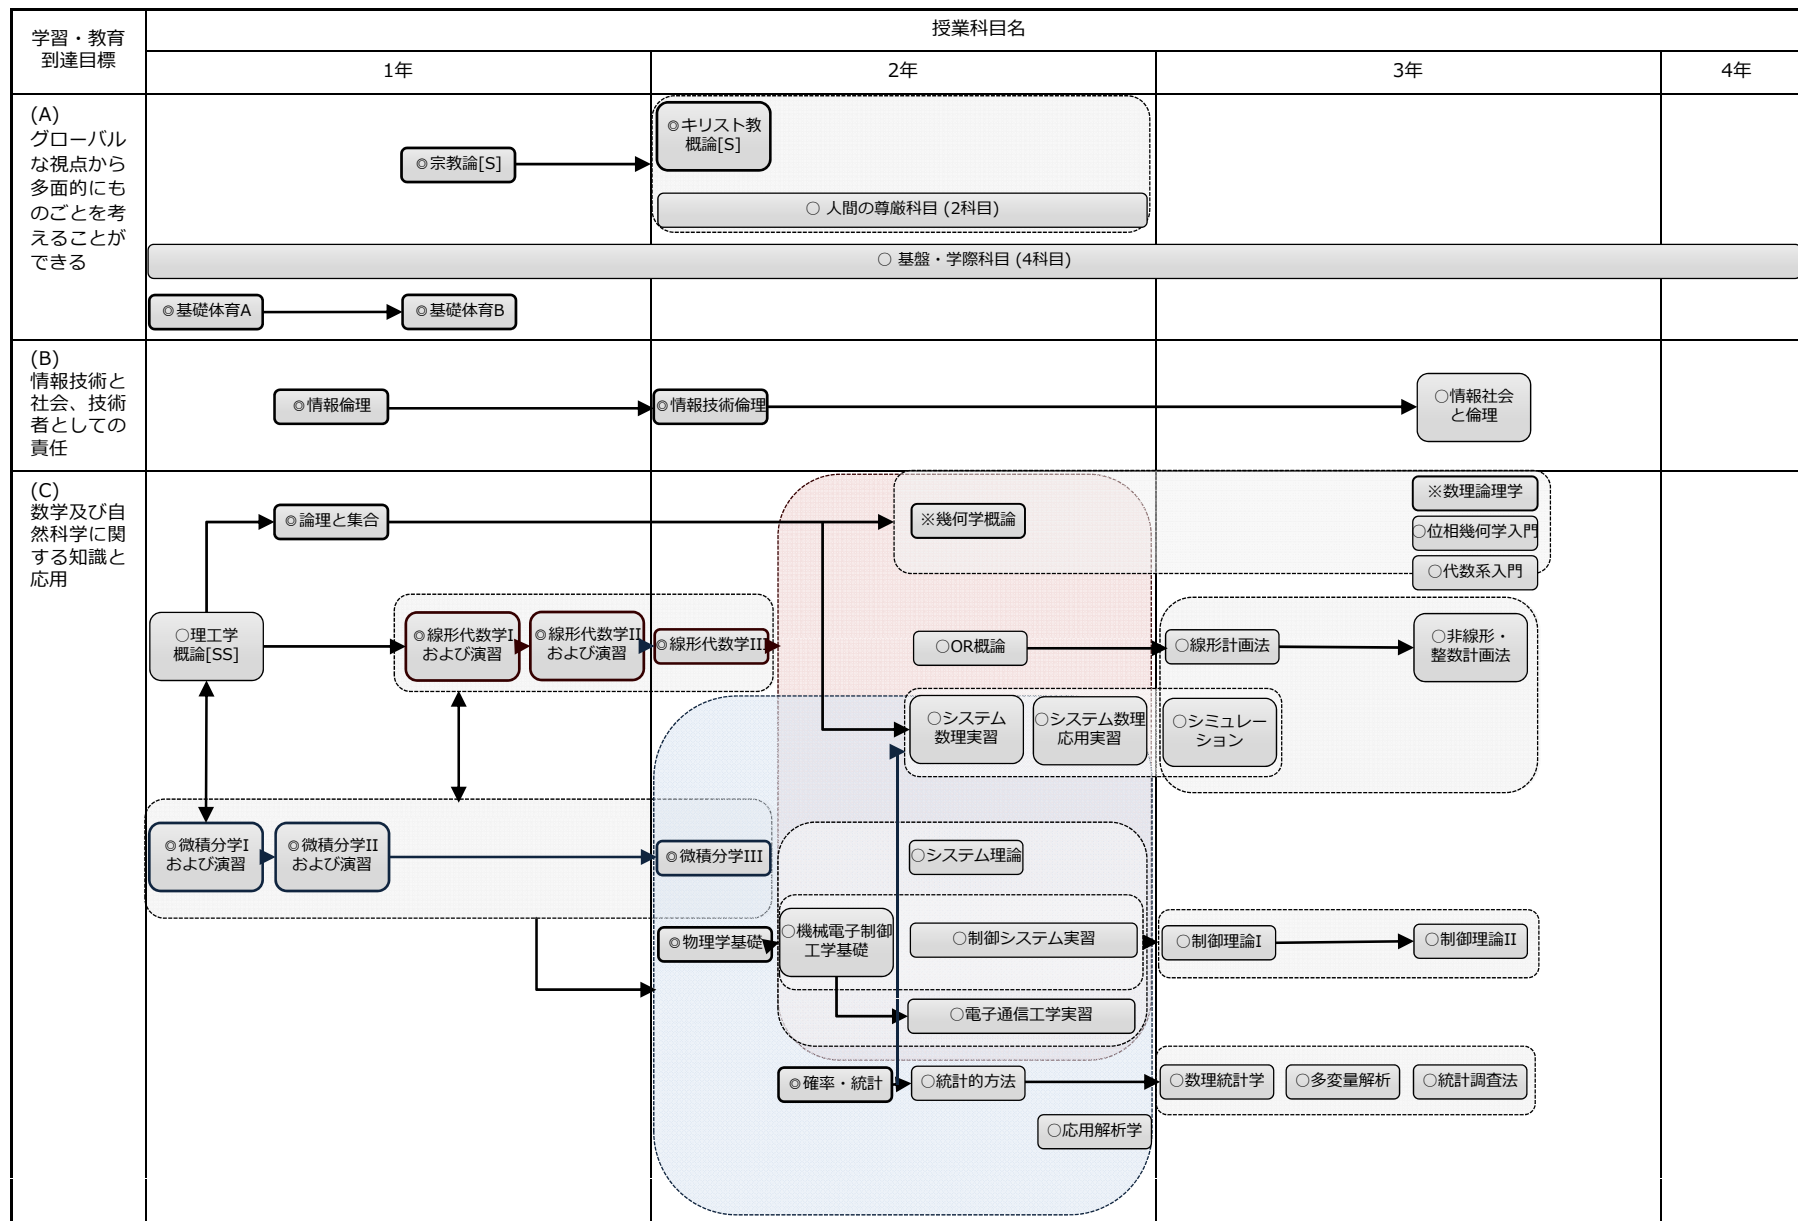 学習・教育
到達目標
授業科目名
1年
2年
3年
4年
(A)
グローバル
な視点から
多面的にも
のごとを考
えることが
できる
◎宗教論[S]
◎キリスト教
概論[S]
○ 人間の尊厳科目 (2科目)
○ 基盤・学際科目 (4科目)
◎基礎体育A
◎基礎体育B
(B)
情報技術と
社会、技術
者としての
責任
◎情報倫理
◎情報技術倫理
○情報社会
と倫理
(C)
数学及び自
然科学に関
する知識と
応用
◎論理と集合
※幾何学概論
※数理論理学
○位相幾何学入門
○代数系入門
○理工学
概論[SS]
◎線形代数学I
および演習
◎線形代数学II
および演習
◎線形代数学III
○OR概論
○線形計画法
○非線形・
整数計画法
○システム
数理実習
○システム数理
応用実習
○シミュレー
ション
◎微積分学I
および演習
◎微積分学II
および演習
◎微積分学III
○システム理論
◎物理学基礎
○機械電子制御
工学基礎
○制御システム実習
○制御理論I
○制御理論II
○電子通信工学実習
◎確率・統計
○統計的方法
○数理統計学
○多変量解析
○統計調査法
○応用解析学